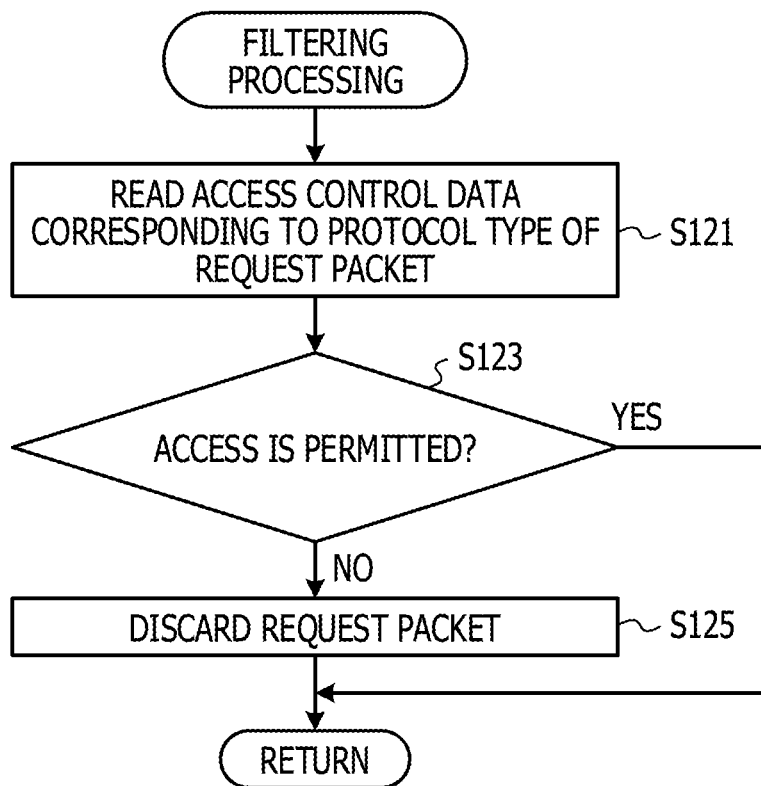 FILTERING
PROCESSING
READ ACCESS CONTROL DATA
CORRESPONDING TO PROTOCOL TYPE OF
REQUEST PACKET
S121
S123
ACCESS IS PERMITTED?
YES
NO
DISCARD REQUEST PACKET
S125
RETURN